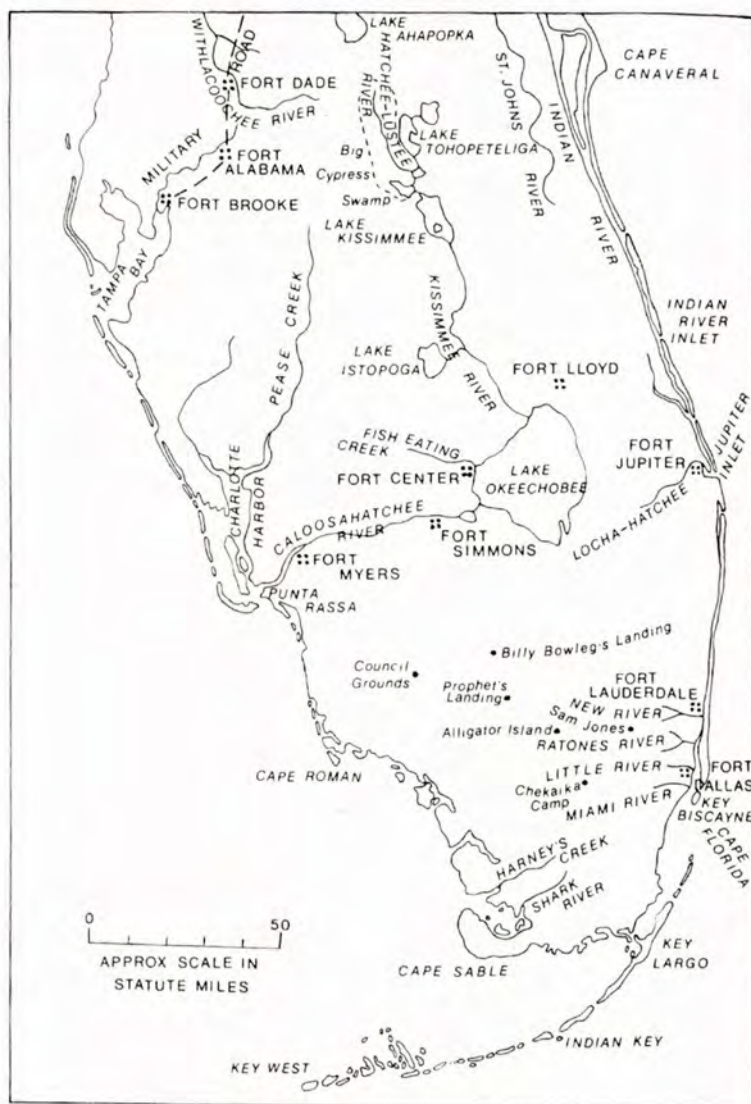 LAKE
AHAPOPKA
WITHLACOOCHEE RIVER
ROAD
MILITARY
FORT DADE
HATCHEE-LUSTEE
RIVER
ST. JOHNS
RIVER
CAPE
CANAVERAL
LAKE
TOHOPETELIGA
INDIAN
RIVER
FORT
ALABAMA
Big
Cypress
Swamp
FORT BROOKE
LAKE
KISSIMMEE
TAMPA
BAY
KISSIMMEE
RIVER
INDIAN
RIVER
INLET
PEASE CREEK
LAKE
ISTOPOGA
FORT LLOYD
JUPITER
INLET
FISH EATING
CREEK
FORT CENTER
LAKE
OKEECHOBEE
FORT
JUPITER
CHARLOTTE
HARBOR
CALOOSAHATCHEE
RIVER
LOCHA-HATCHEE
FORT
SIMMONS
FORT
MYERS
PUNTA
RASSA
Billy Bowleg's Landing
Council
Grounds
Prophet's
Landing
FORT
LAUDERDALE
NEW RIVER
Sam Jones
Alligator Island
RATONES RIVER
CAPE ROMAN
LITTLE RIVER
FORT
DALLAS
Chekaika
Camp
MIAMI RIVER
KEY
BISCAYNE
CAPE
FLORIDA
HARNEY'S
CREEK
SHARK
RIVER
0
50
APPROX SCALE IN
STATUTE MILES
CAPE SABLE
KEY
LARGO
INDIAN KEY
KEY WEST